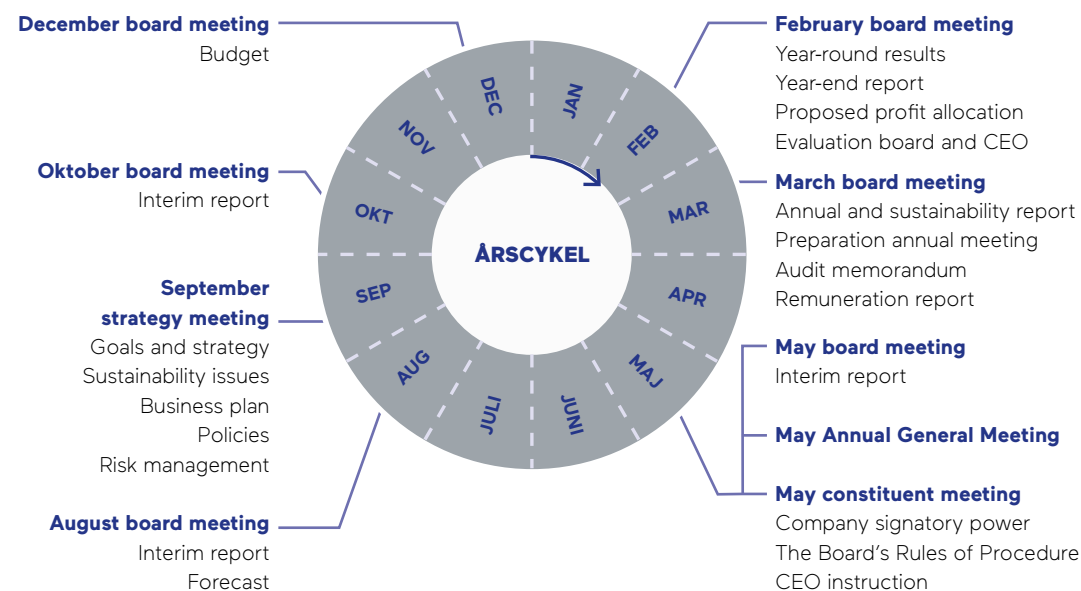 December board meeting
Budget
Oktober board meeting
Interim report
September
strategy meeting
Goals and strategy
Sustainability issues
Business plan
Policies
Risk management
August board meeting
Interim report
Forecast
JAN
FEB
MAR
APR
MAJ
JUNI
JULI
AUG
SEP
OKT
NOV
DEC
ÅRSCYKEL
February board meeting
Year-round results
Year-end report
Proposed profit allocation
Evaluation board and CEO
March board meeting
Annual and sustainability report
Preparation annual meeting
Audit memorandum
Remuneration report
May board meeting
Interim report
May Annual General Meeting
May constituent meeting
Company signatory power
The Board's Rules of Procedure
CEO instruction